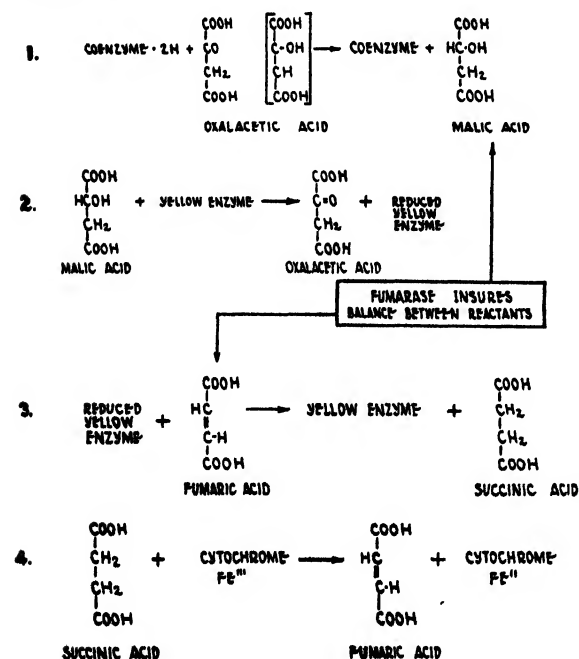 COOH [COOH] COOH
1. COENZYME · 2H + CO C-OH → COENZYME + HC·OH
CH2 CH CH2
COOH COOH COOH
OXALACETIC ACID MALIC ACID
COOH COOH
2. HCOH + YELLOW ENZYME → C=O + REDUCED YELLOW ENZYME
CH2 CH2
COOH COOH
MALIC ACID OXALACETIC ACID
FUMARASE INSURES
BALANCE BETWEEN REACTANTS
COOH COOH
3. REDUCED YELLOW ENZYME + HC → YELLOW ENZYME + CH2
C-H CH2
COOH COOH
FUMARIC ACID SUCCINIC ACID
COOH COOH
4. CH2 + CYTOCHROME FE''' → HC + CYTOCHROME FE''
CH2 C-H
COOH COOH
SUCCINIC ACID FUMARIC ACID